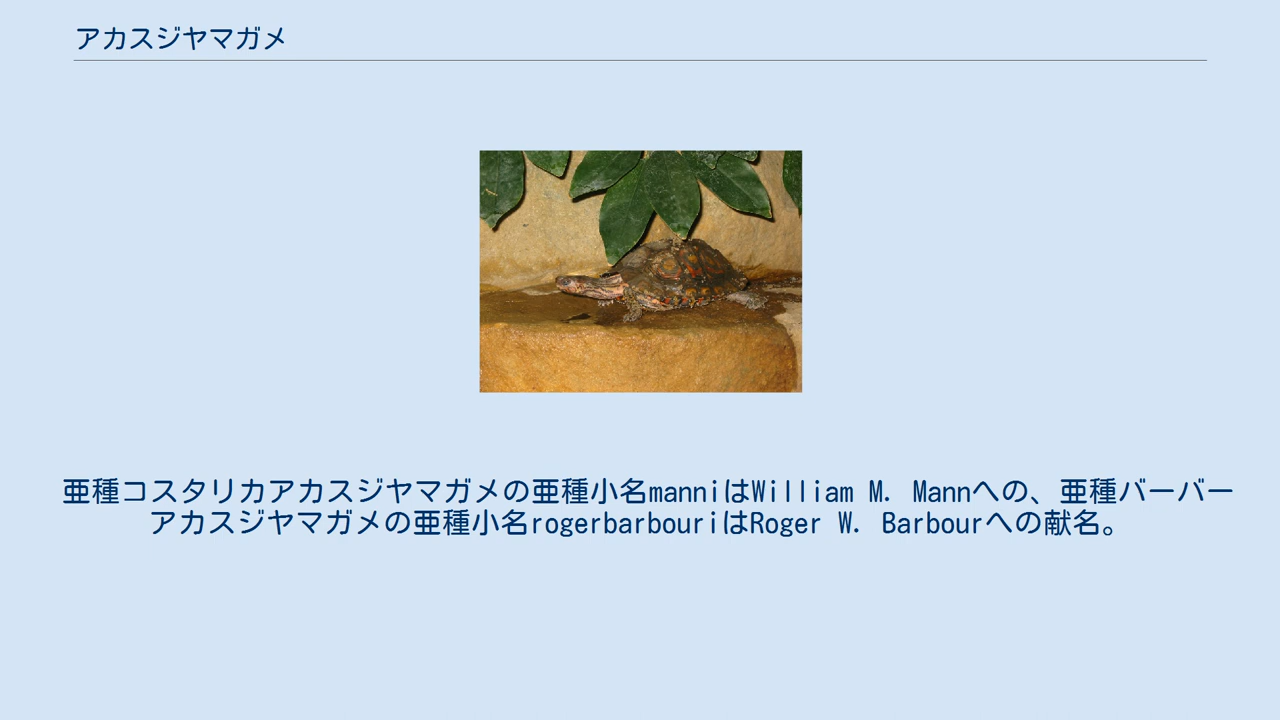 アカスジヤマガメ
亜種コスタリカアカスジヤマガメの亜種小名manniはWilliam M. Mannへの、亜種バーバー
アカスジヤマガメの亜種小名rogerbarbouriはRoger W. Barbourへの献名。